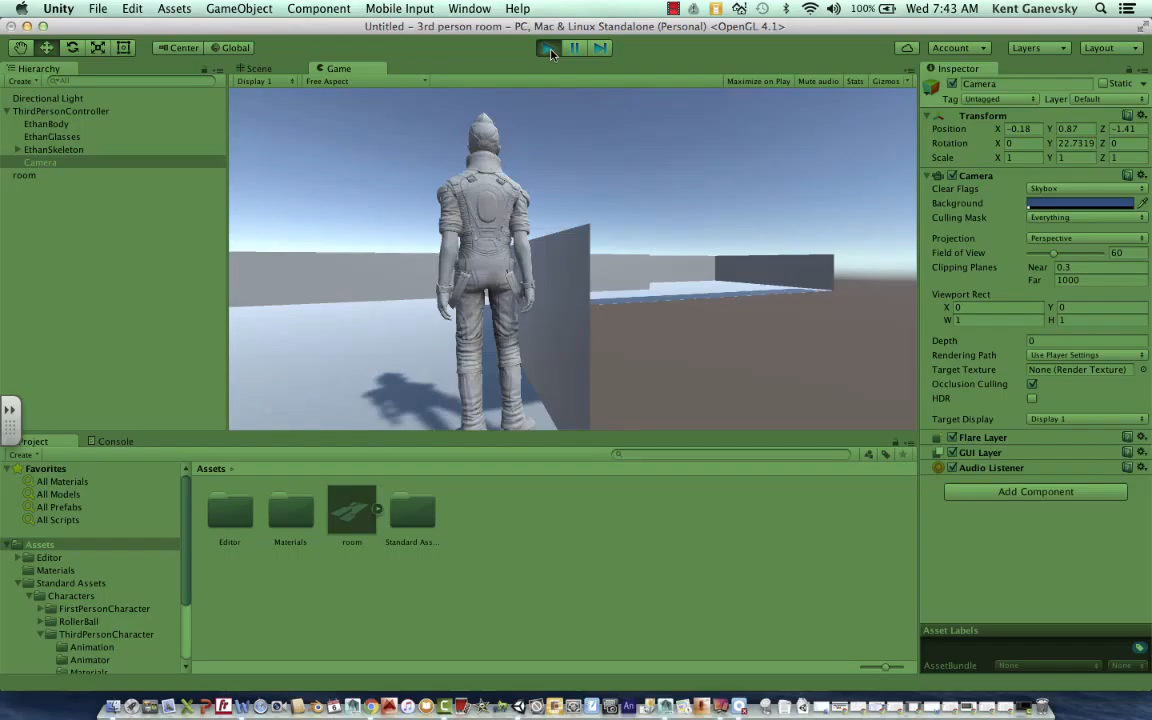 Unity File Edit Assets GameObject Component Mobile Input Window Help 100% Wed 7:43 AM Kent Ganevsky
Untitled - 3rd person room - PC, Mac & Linux Standalone (Personal) <OpenGL 4.1>
Center Global Account Layers Layout
Hierarchy Scene Game Inspector
Create All Display 1 Free Aspect Maximize on Play Mute audio Stats Gizmos Camera Static
Directional Light Tag Untagged Layer Default
ThirdPersonController Transform
EthanBody Position X -0.18 Y 0.87 Z -1.41
EthanGlasses Rotation X 0 Y 22.7319 Z 0
EthanSkeleton Scale X 1 Y 1 Z 1
Camera
room Camera
Clear Flags Skybox
Background
Culling Mask Everything
Projection Perspective
Field of View 60
Clipping Planes Near 0.3
Far 1000
Viewport Rect
X 0 Y 0
W 1 H 1
Depth 0
Rendering Path Use Player Settings
Target Texture None (Render Texture)
Occlusion Culling
HDR
Target Display Display 1
Project Console Flare Layer
Create GUI Layer
Favorites Assets Audio Listener
All Materials
All Models Add Component
All Prefabs
All Scripts
Editor Materials room Standard Ass...
Assets
Editor
Materials
Standard Assets
Characters
FirstPersonCharacter
RollerBall
ThirdPersonCharacter Asset Labels
Animation
Animator AssetBundle None None
Materials